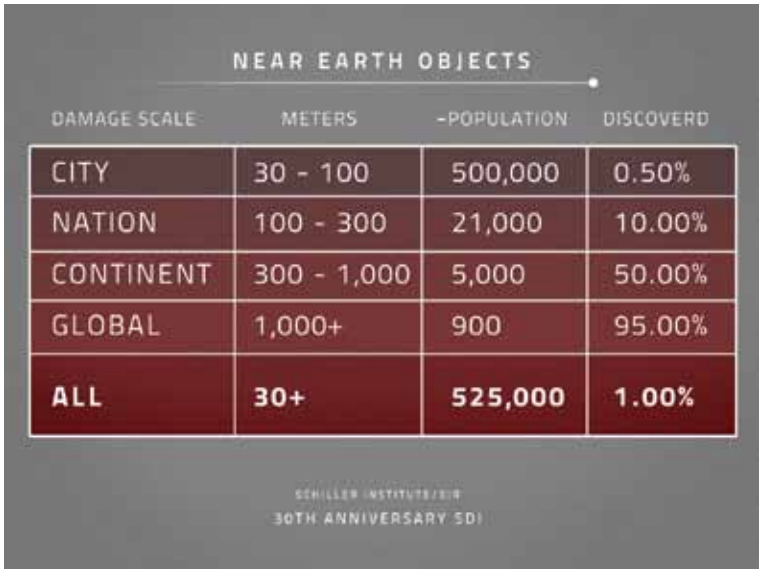 NEAR EARTH OBJECTS
DAMAGE SCALE METERS ~POPULATION DISCOVERD
CITY 30 - 100 500,000 0.50%
NATION 100 - 300 21,000 10.00%
CONTINENT 300 - 1,000 5,000 50.00%
GLOBAL 1,000+ 900 95.00%
ALL 30+ 525,000 1.00%
SCHILLER INSTITUTE/EIR
30TH ANNIVERSARY SDI